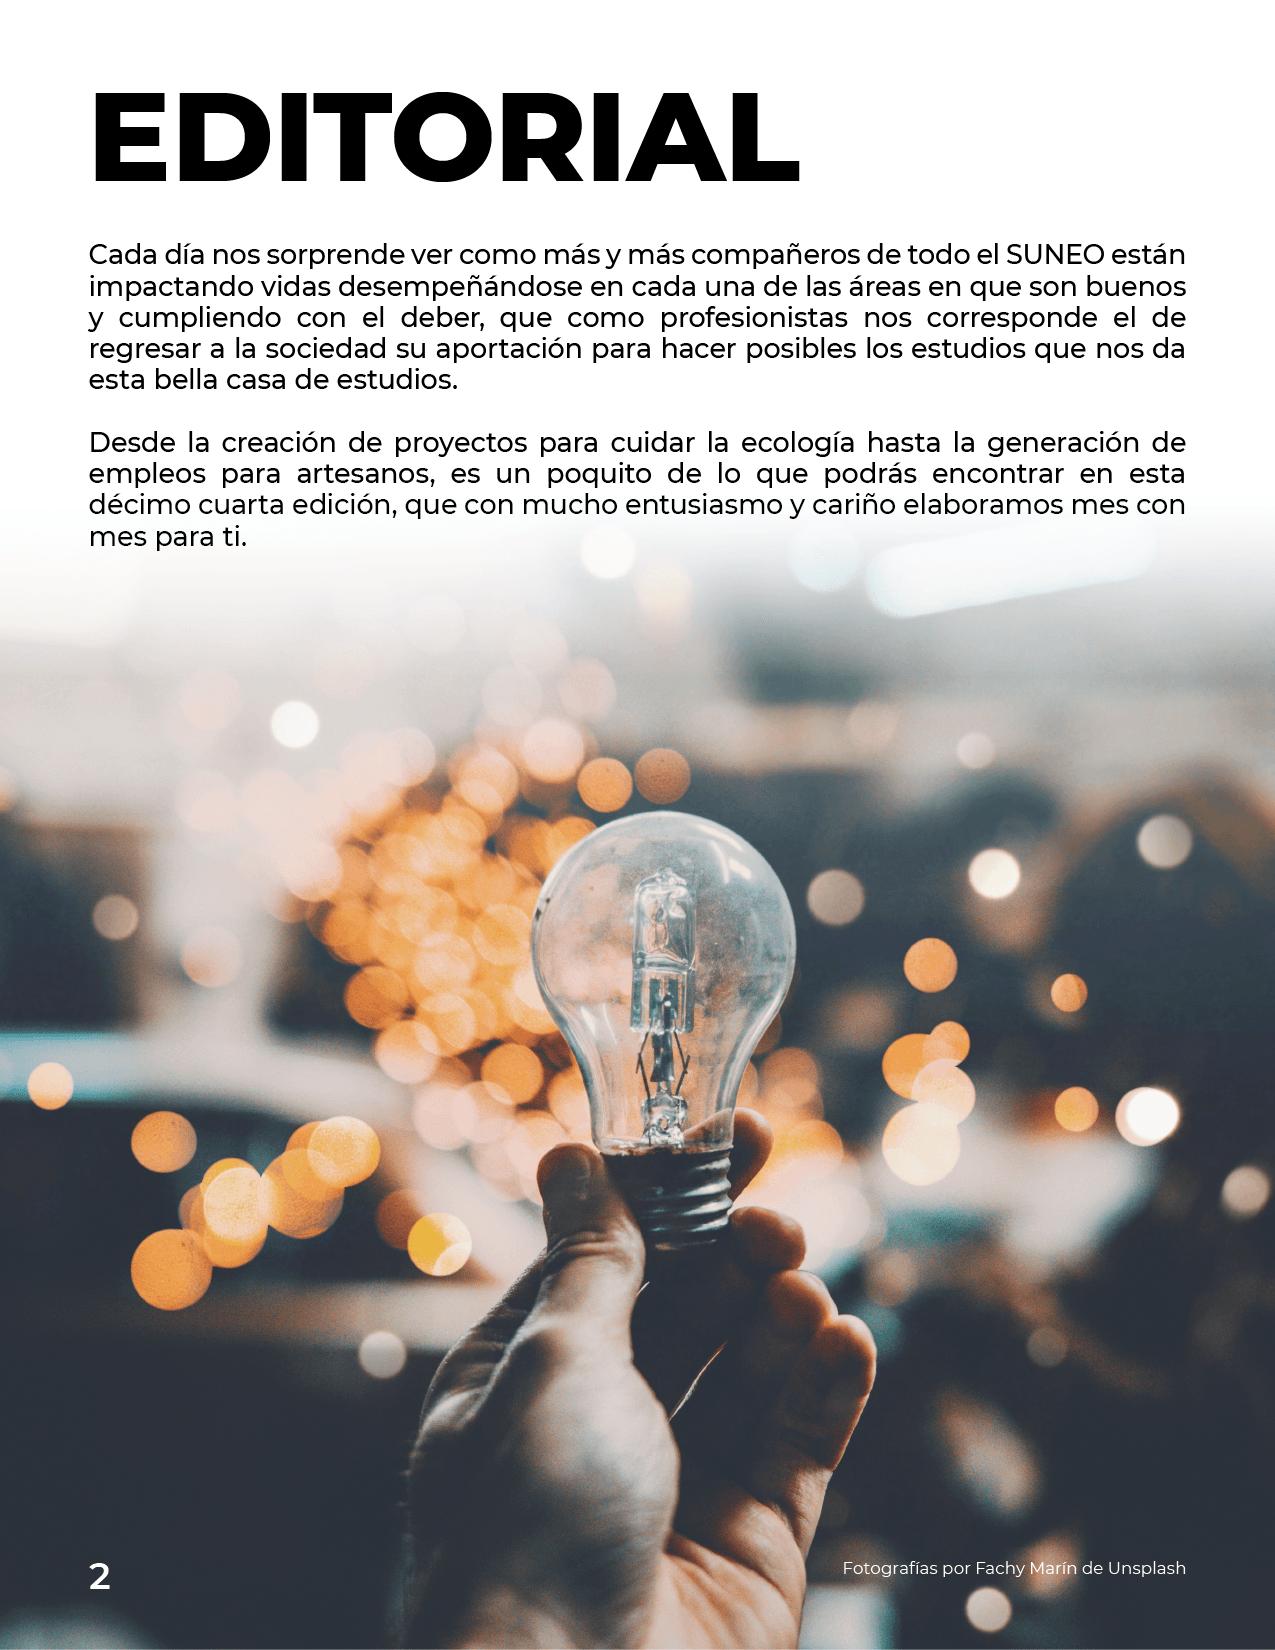 EDITORIAL
Cada día nos sorprende ver como más y más compañeros de todo el SUNEO están
impactando vidas desempeñándose en cada una de las áreas en que son buenos
y cumpliendo con el deber, que como profesionistas nos corresponde el de
regresar a la sociedad su aportación para hacer posibles los estudios que nos da
esta bella casa de estudios.
Desde la creación de proyectos para cuidar la ecología hasta la generación de
empleos para artesanos, es un poquito de lo que podrás encontrar en esta
décimo cuarta edición, que con mucho entusiasmo y cariño elaboramos mes con
mes para ti.
2
Fotografías por Fachy Marín de Unsplash